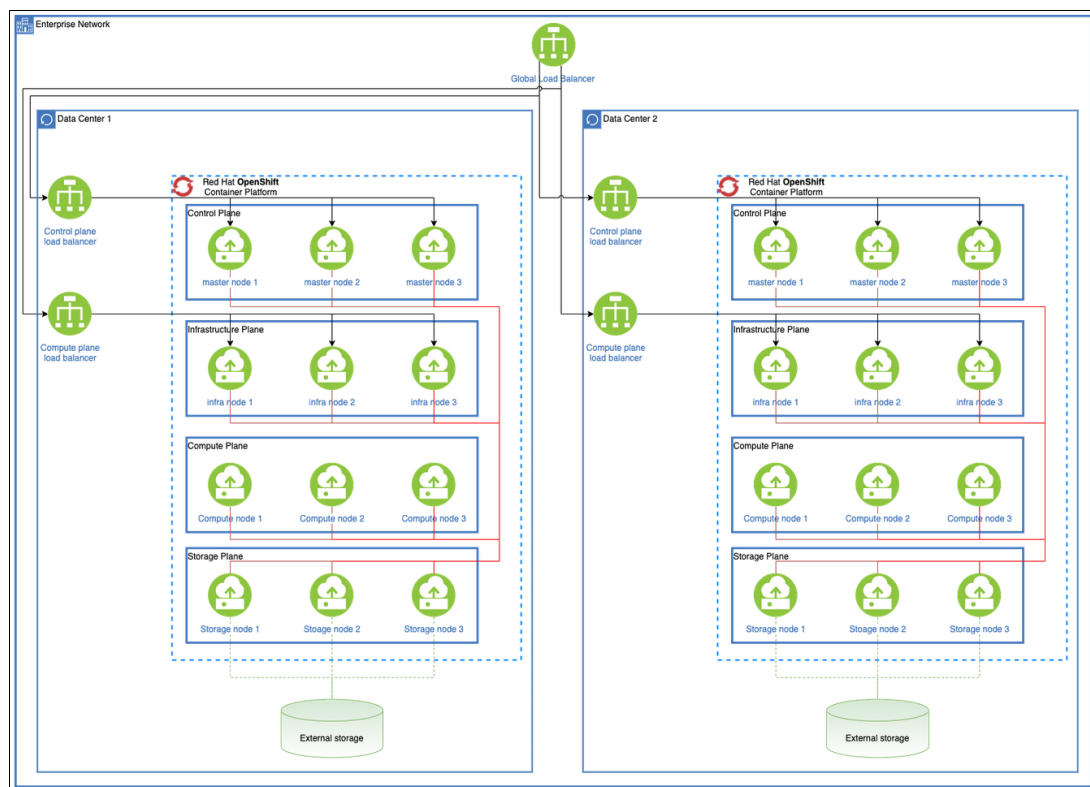 Enterprise Network
Global Load Balancer
Data Center 1
Red Hat OpenShift
Container Platform
Control plane
load balancer
Control Plane
master node 1
master node 2
master node 3
Compute plane
load balancer
Infrastructure Plane
infra node 1
infra node 2
infra node 3
Compute Plane
Compute node 1
Compute node 2
Compute node 3
Storage Plane
Storage node 1
Stoage node 2
Storage node 3
External storage
Data Center 2
Red Hat OpenShift
Container Platform
Control plane
load balancer
Control Plane
master node 1
master node 2
master node 3
Compute plane
load balancer
Infrastructure Plane
infra node 1
infra node 2
infra node 3
Compute Plane
Compute node 1
Compute node 2
Compute node 3
Storage Plane
Storage node 1
Stoage node 2
Storage node 3
External storage